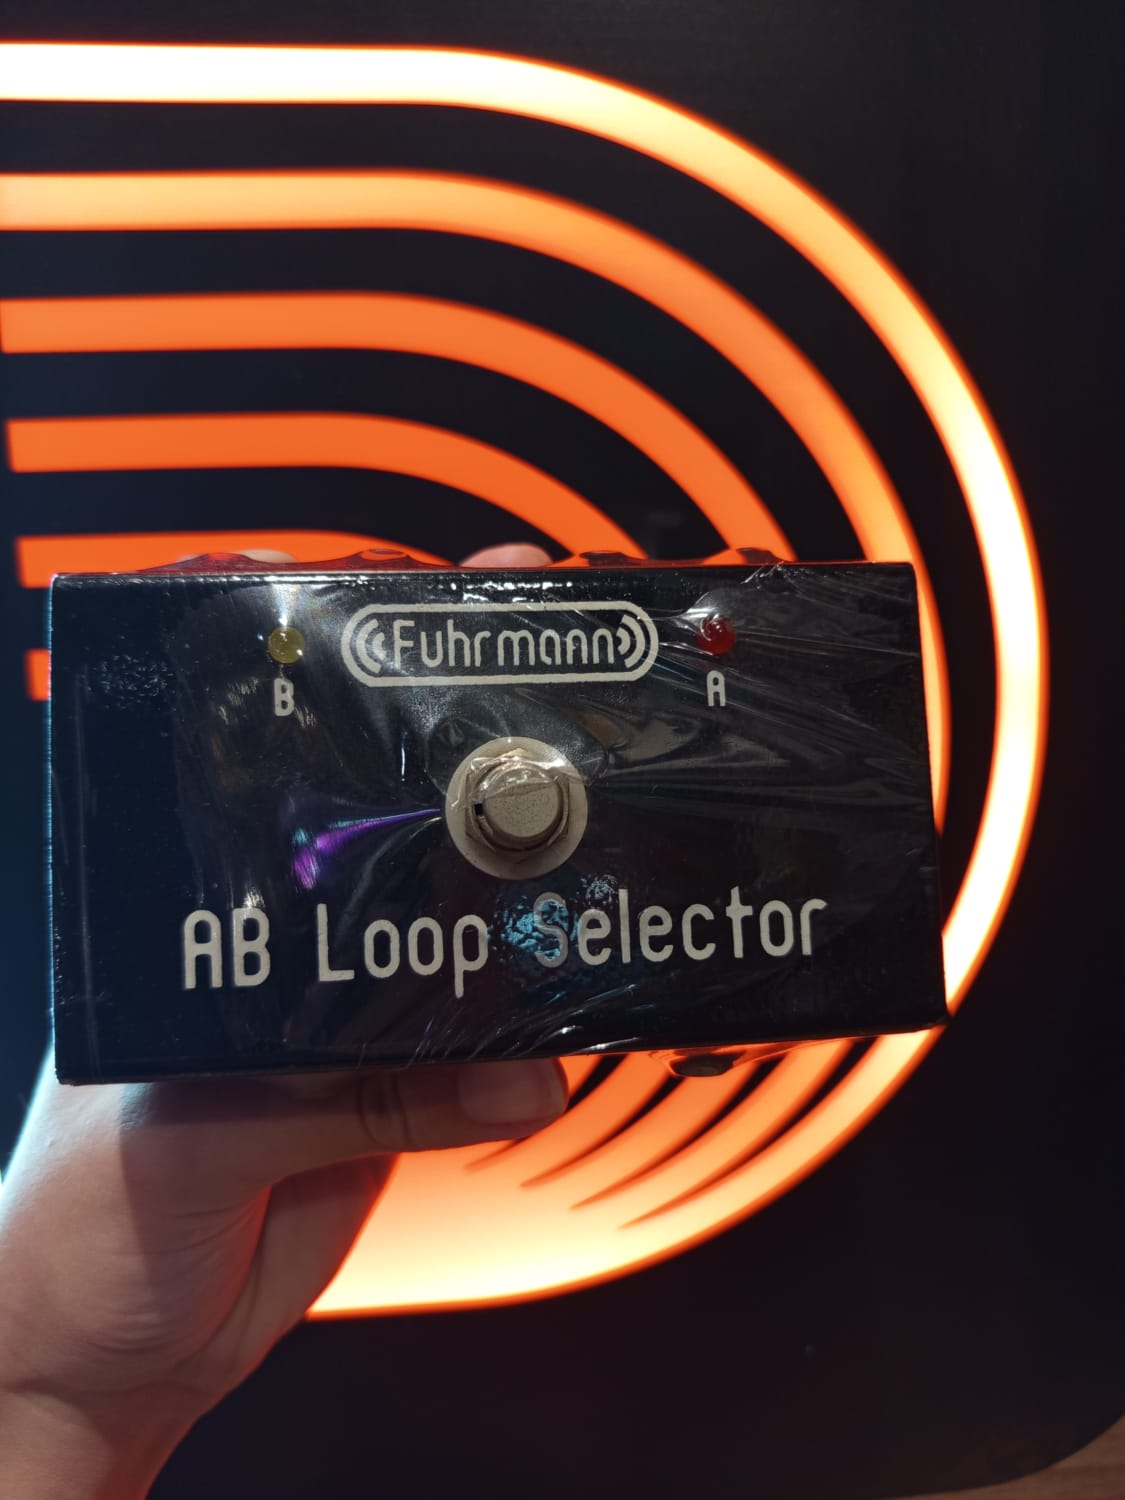 Fuhrmann
B
A
AB Loop Selector